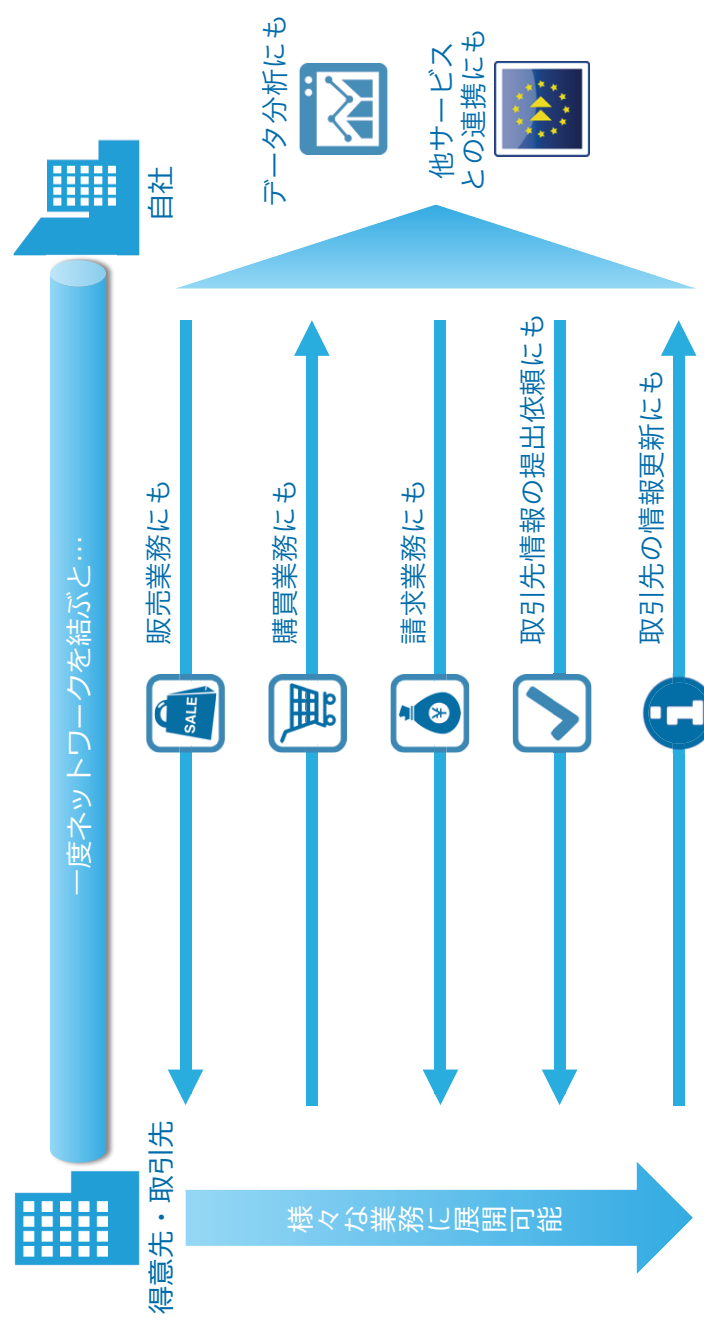 一度ネットワークを結ぶと…
得意先・取引先
自社
様々な業務に展開可能
販売業務にも
SALE
購買業務にも
請求業務にも
¥
取引先情報の提出依頼にも
取引先の情報更新にも
i
データ分析にも
他サービス
との連携にも